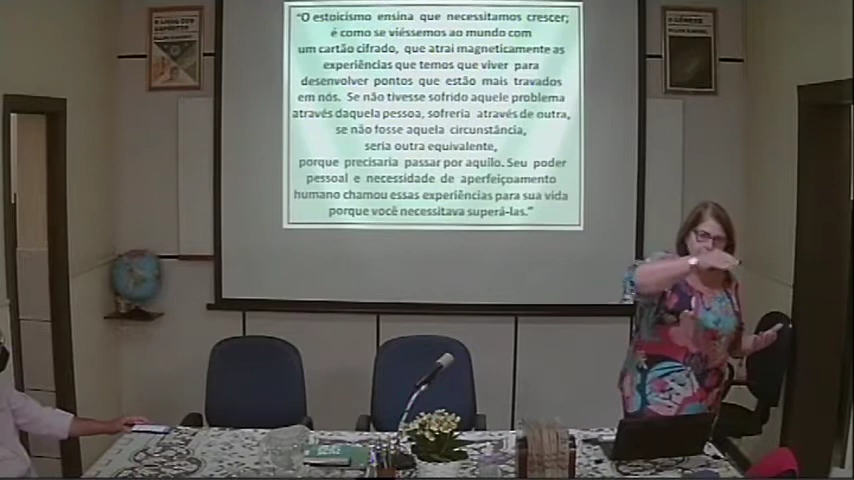 "O estoicismo ensina que necessitamos crescer;
é como se viéssemos ao mundo com
um cartão cifrado, que atrai magneticamente as
experiências que temos que viver para
desenvolver pontos que estão mais travados
em nós. Se não tivesse sofrido aquele problema
através daquela pessoa, sofreria através de outra,
se não fosse aquela circunstância,
seria outra equivalente,
porque precisaria passar por aquilo. Seu poder
pessoal e necessidade de aperfeiçoamento
humano chamou essas experiências para sua vida
porque você necessitava superá-las."